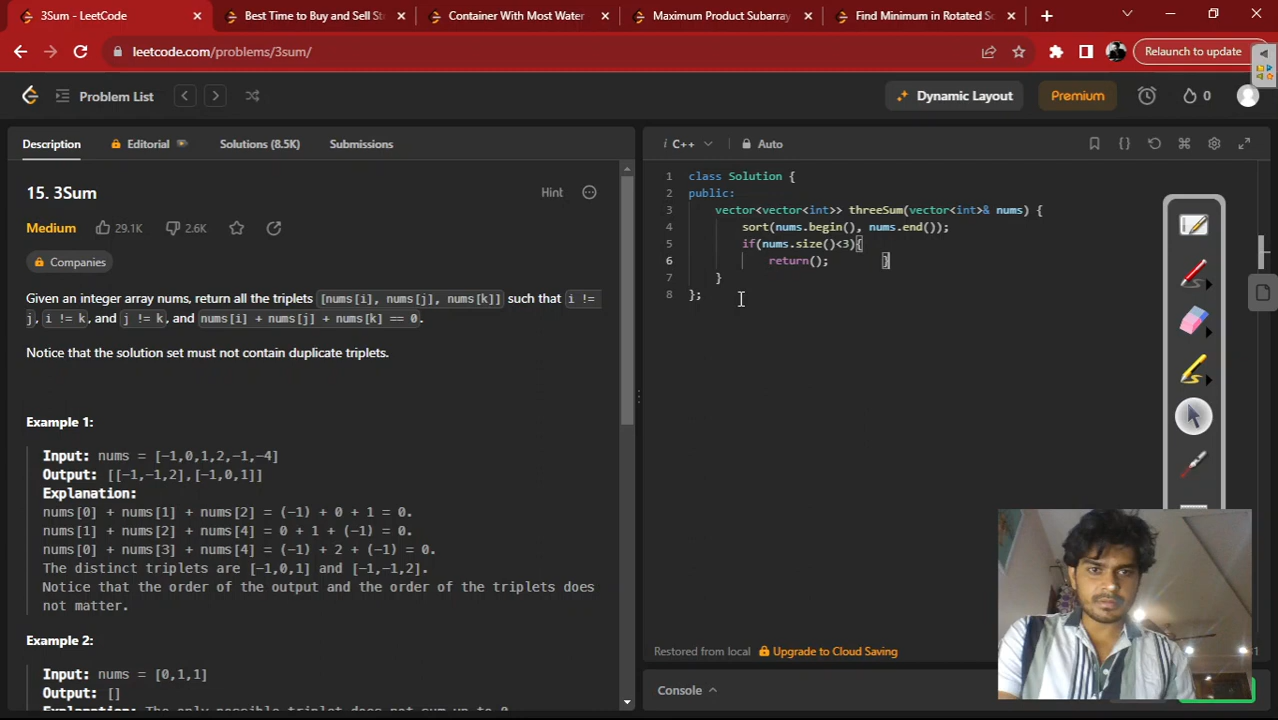 3Sum - LeetCode
Best Time to Buy and Sell St
Container With Most Water
Maximum Product Subarray
Find Minimum in Rotated So
leetcode.com/problems/3sum/
Relaunch to update
Problem List
Dynamic Layout
Premium
0
Description
Editorial
Solutions (8.5K)
Submissions
i C++
Auto
15. 3Sum
Hint
Medium
29.1K
2.6K
Companies
Given an integer array nums, return all the triplets [nums[i], nums[j], nums[k]] such that i !=
j, i != k, and j != k, and nums[i] + nums[j] + nums[k] == 0.
Notice that the solution set must not contain duplicate triplets.
Example 1:
Input: nums = [-1,0,1,2,-1,-4]
Output: [[-1,-1,2],[-1,0,1]]
Explanation:
nums[0] + nums[1] + nums[2] = (-1) + 0 + 1 = 0.
nums[1] + nums[2] + nums[4] = 0 + 1 + (-1) = 0.
nums[0] + nums[3] + nums[4] = (-1) + 2 + (-1) = 0.
The distinct triplets are [-1,0,1] and [-1,-1,2].
Notice that the order of the output and the order of the triplets does
not matter.
Example 2:
Input: nums = [0,1,1]
Output: []
1 class Solution {
2 public:
3 vector<vector<int>> threeSum(vector<int>& nums) {
4 sort(nums.begin(), nums.end());
5 if(nums.size()<3){
6 return(); }
7 }
8 };
Restored from local
Upgrade to Cloud Saving
Console